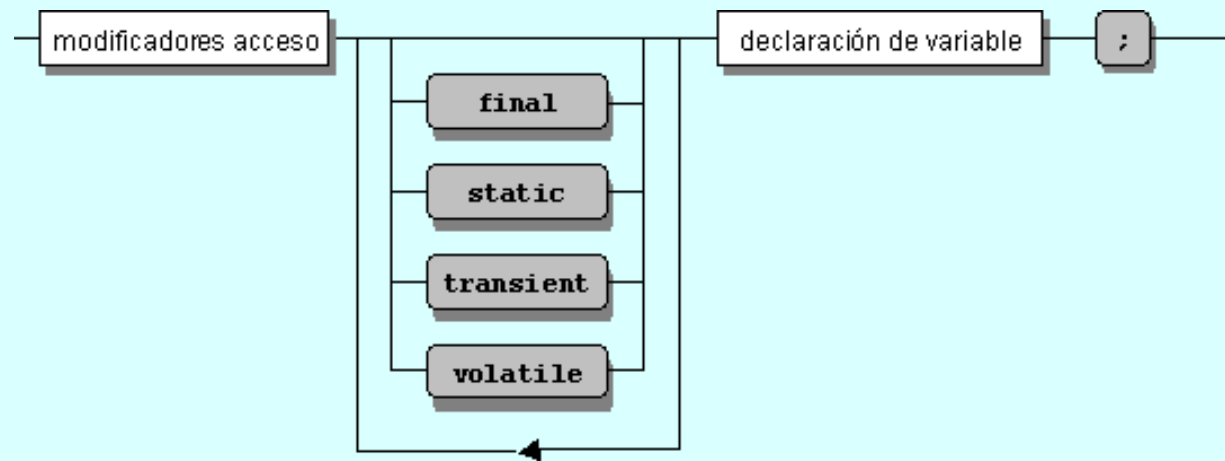 modificadores acceso
declaración de variable
;
final
static
transient
volatile